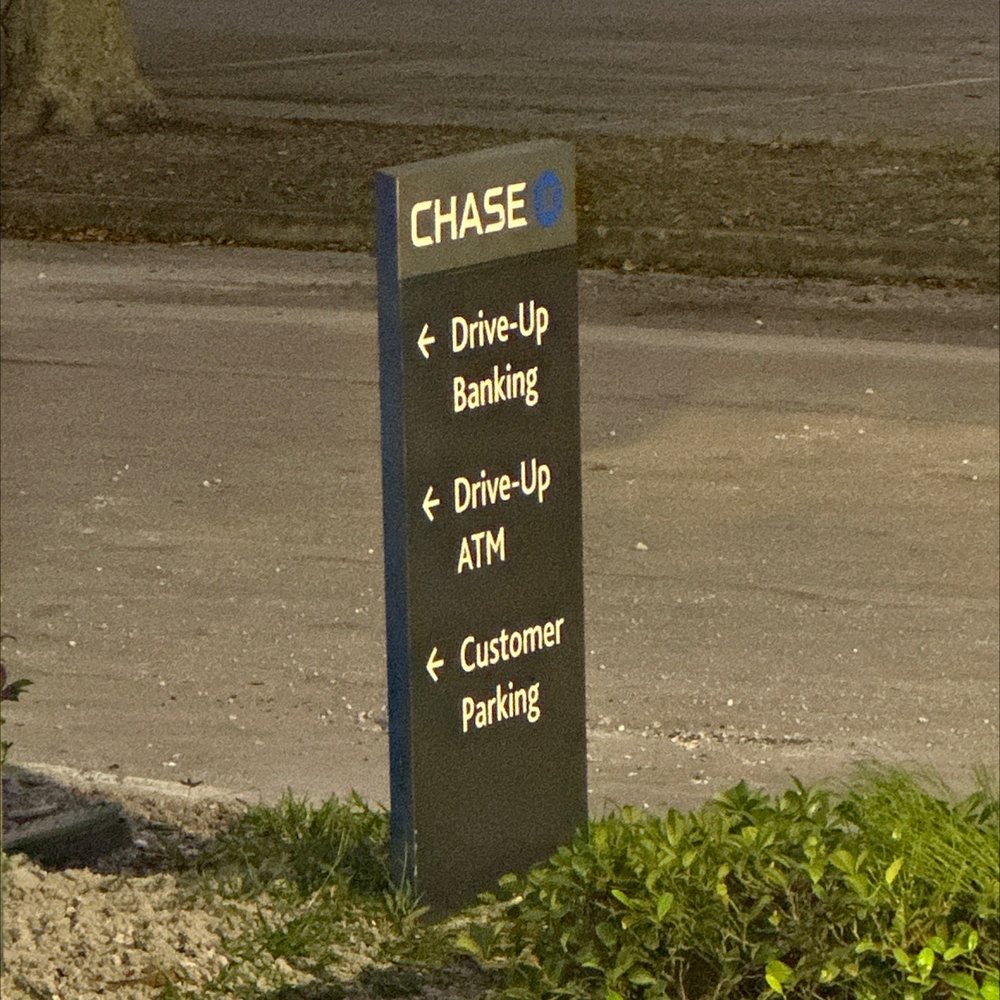 CHASE
← Drive-Up
Banking
← Drive-Up
ATM
← Customer
Parking